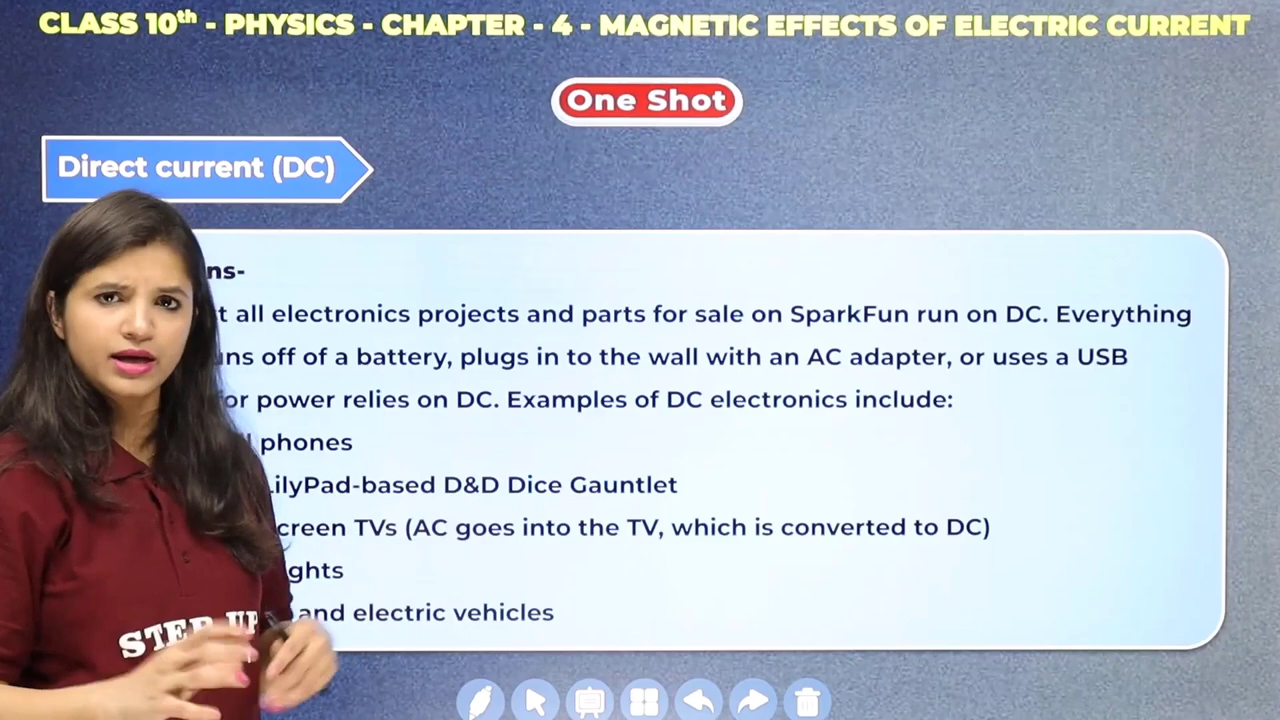 CLASS 10th - PHYSICS - CHAPTER - 4 - MAGNETIC EFFECTS OF ELECTRIC CURRENT
One Shot
Direct current (DC)
ns-
t all electronics projects and parts for sale on SparkFun run on DC. Everything
uns off of a battery, plugs in to the wall with an AC adapter, or uses a USB
or power relies on DC. Examples of DC electronics include:
l phones
LilyPad-based D&D Dice Gauntlet
creen TVs (AC goes into the TV, which is converted to DC)
ghts
and electric vehicles
STEP UP